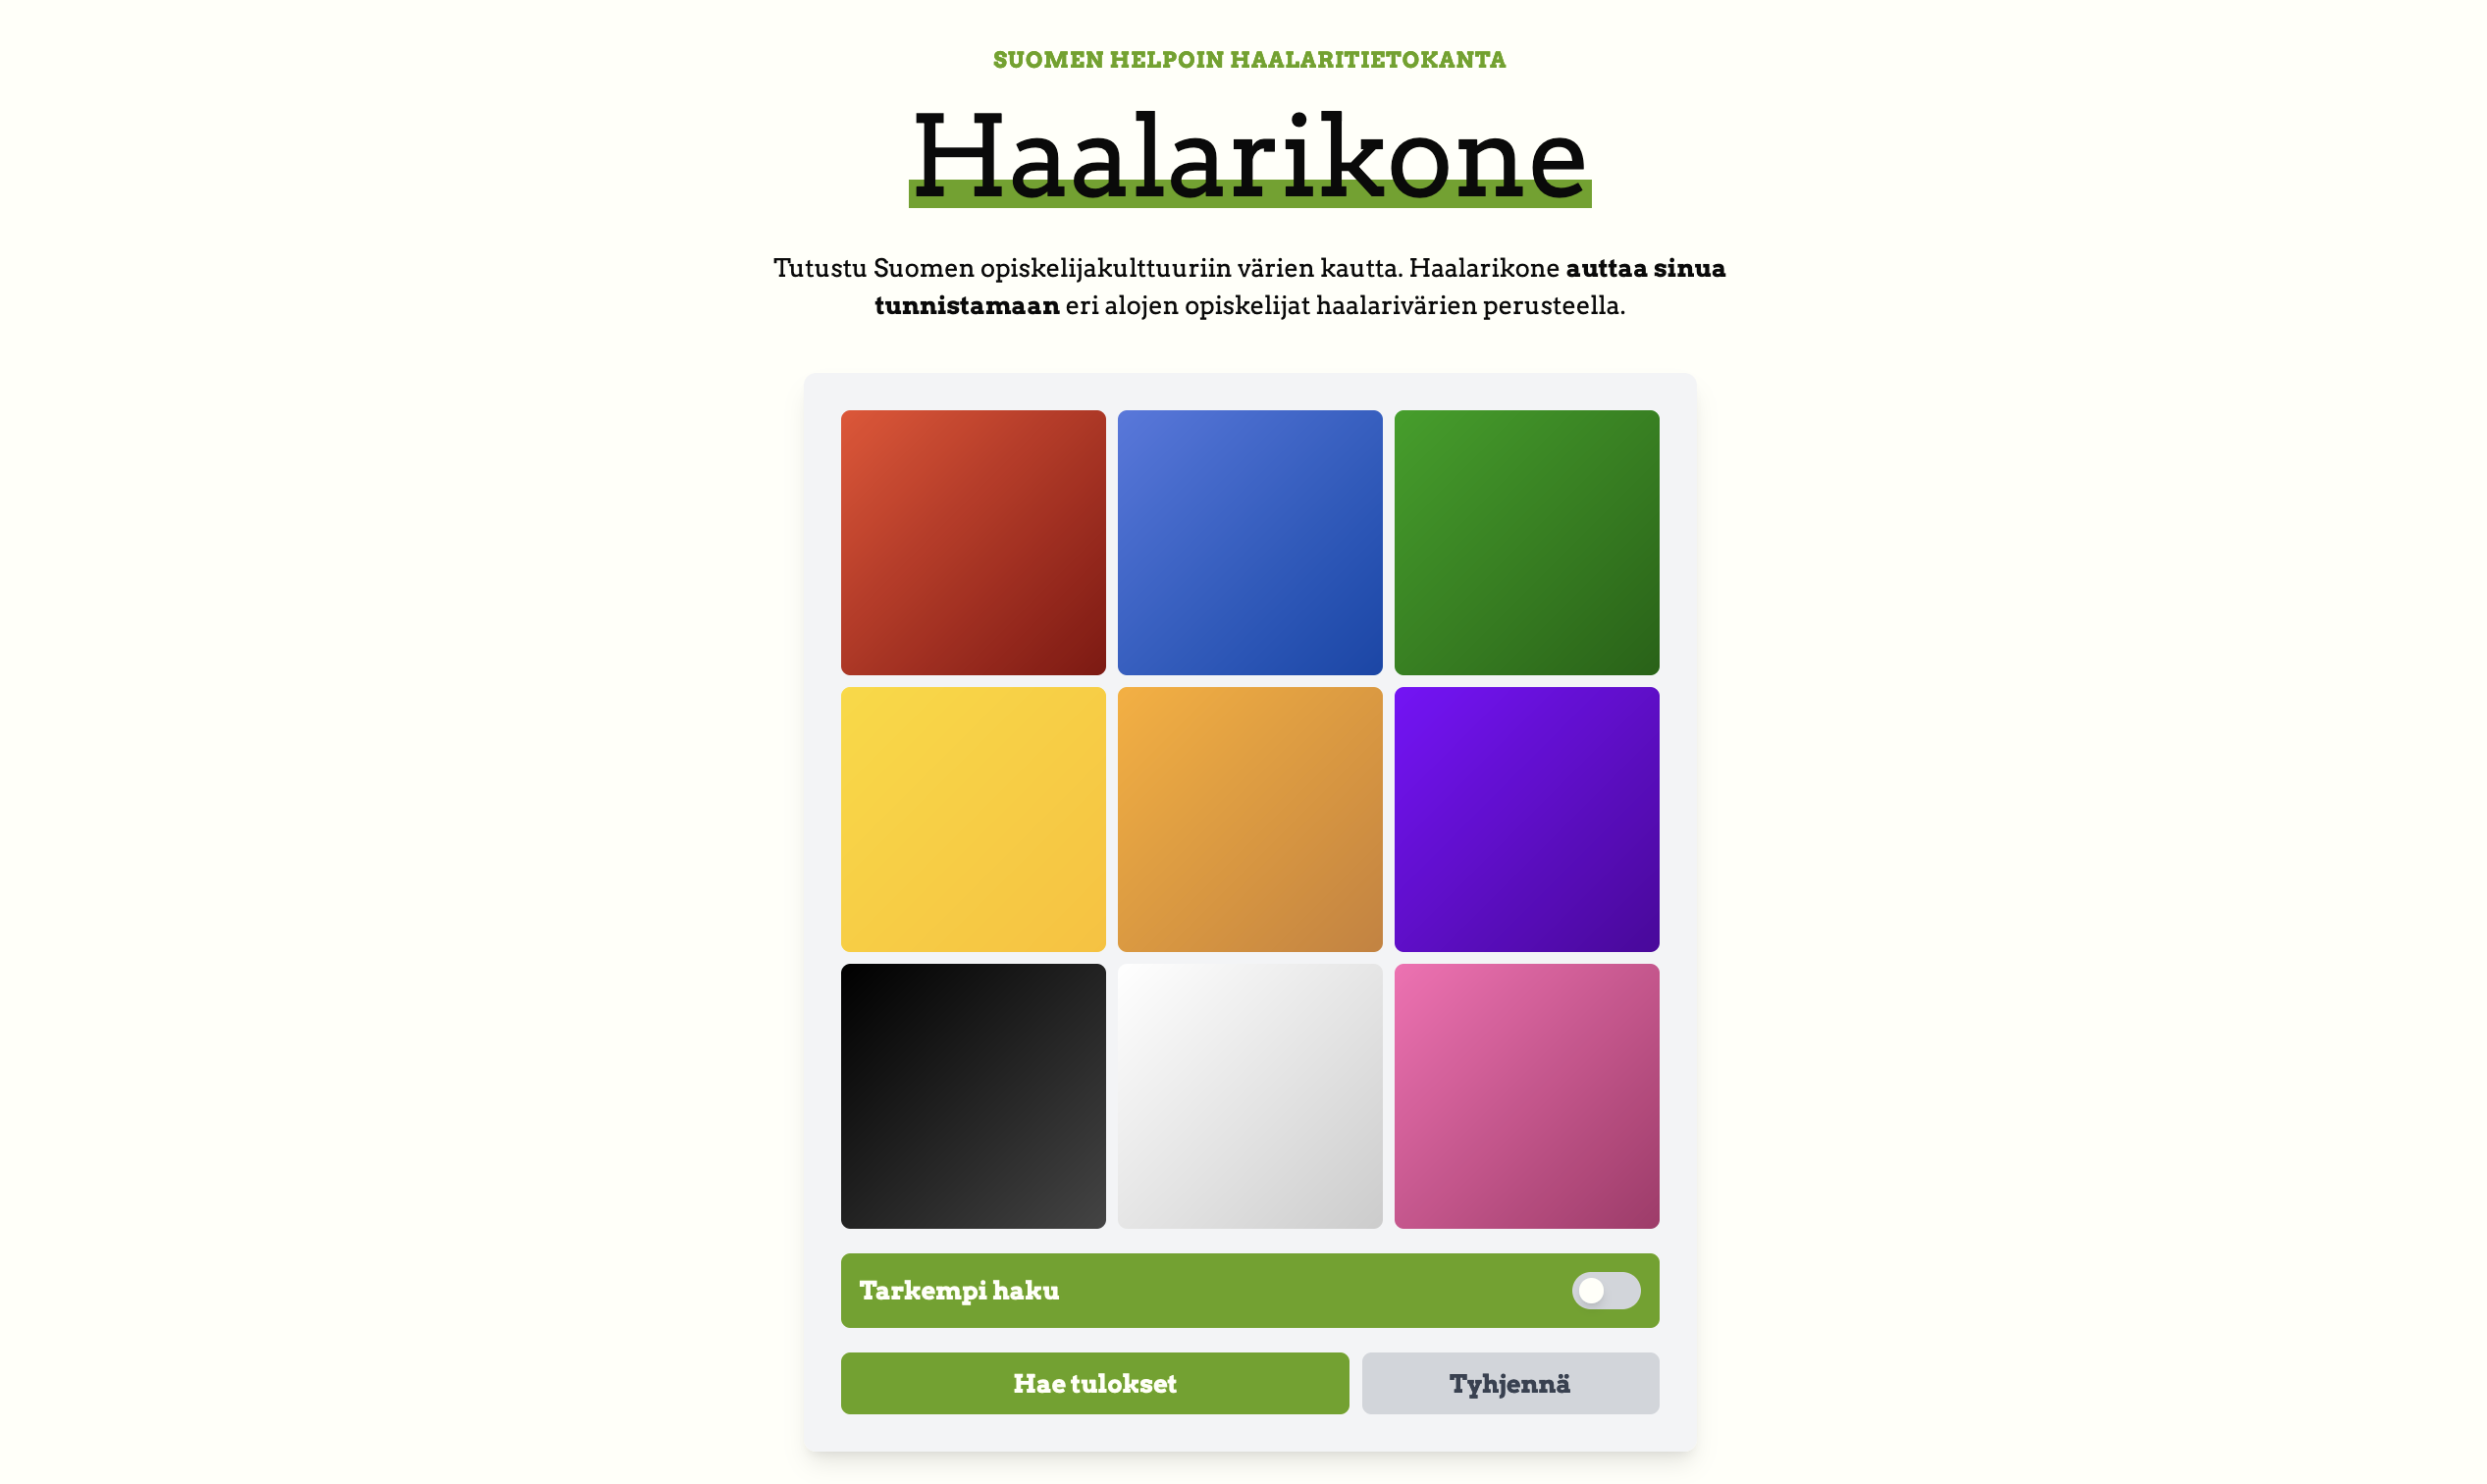 SUOMEN HELPOIN HAALARITIETOKANTA
Haalarikone
Tutustu Suomen opiskelijakulttuuriin värien kautta. Haalarikone auttaa sinua
tunnistamaan eri alojen opiskelijat haalarivärien perusteella.
Tarkempi haku
Hae tulokset
Tyhjennä